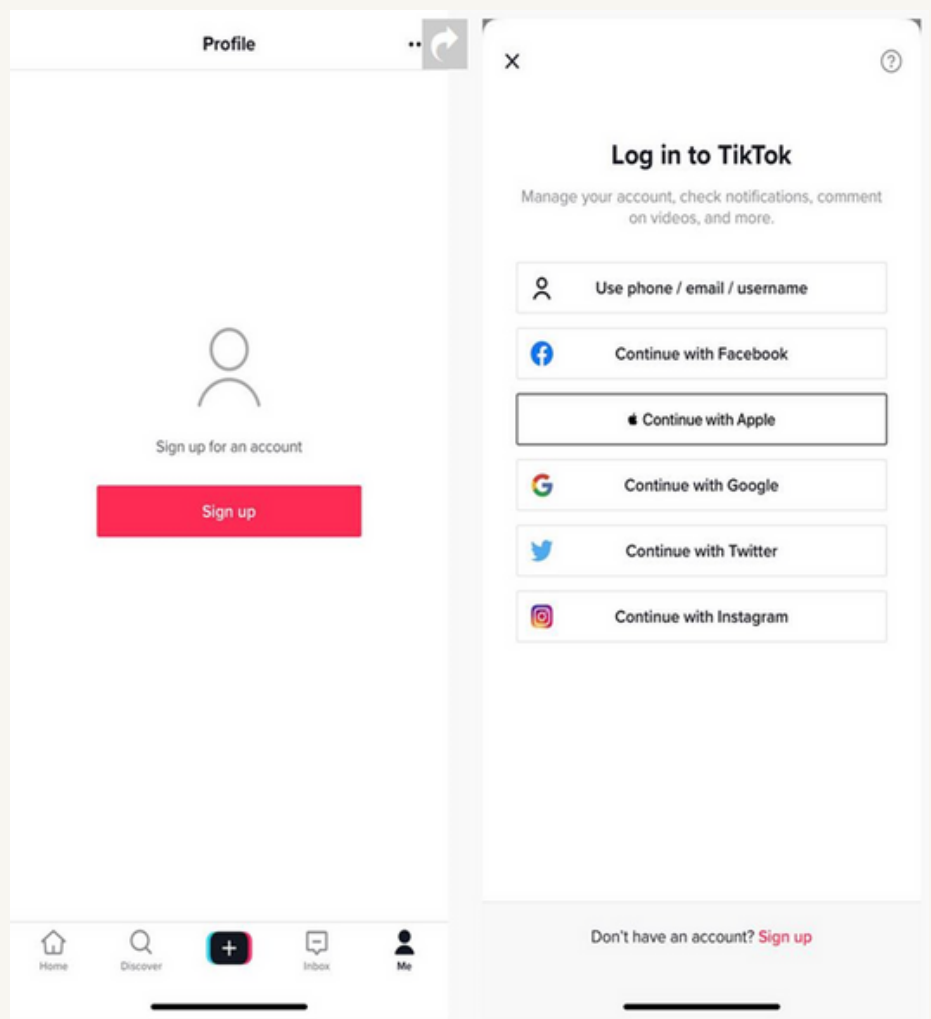 Profile
Sign up for an account
Sign up
Home
Discover
Inbox
Me
Log in to TikTok
Manage your account, check notifications, comment
on videos, and more.
Use phone / email / username
Continue with Facebook
Continue with Apple
Continue with Google
Continue with Twitter
Continue with Instagram
Don't have an account? Sign up